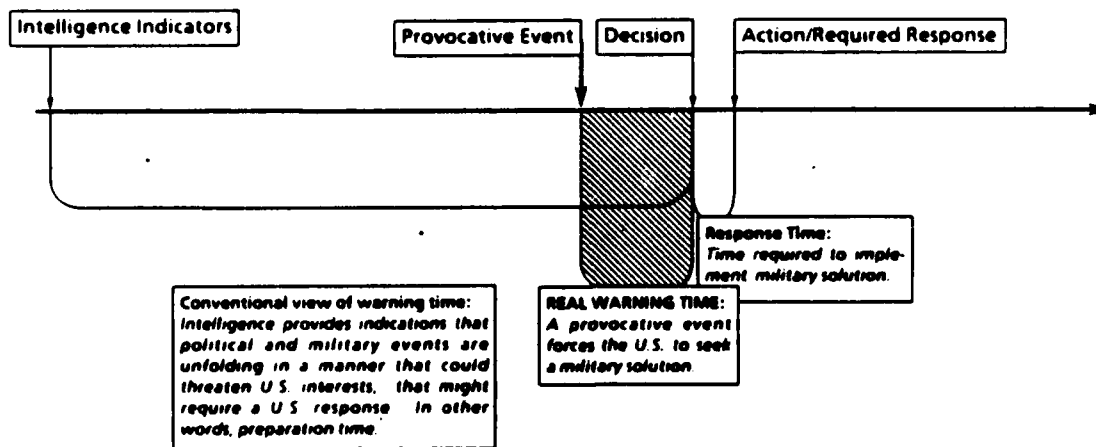 Intelligence Indicators
Provocative Event
Decision
Action/Required Response
Response Time:
Time required to imple-
ment military solution.
Conventional view of warning time:
Intelligence provides indications that
political and military events are
unfolding in a manner that could
threaten U.S. interests, that might
require a U.S. response In other
words, preparation time.
REAL WARNING TIME:
A provocative event
forces the U.S. to seek
a military solution.